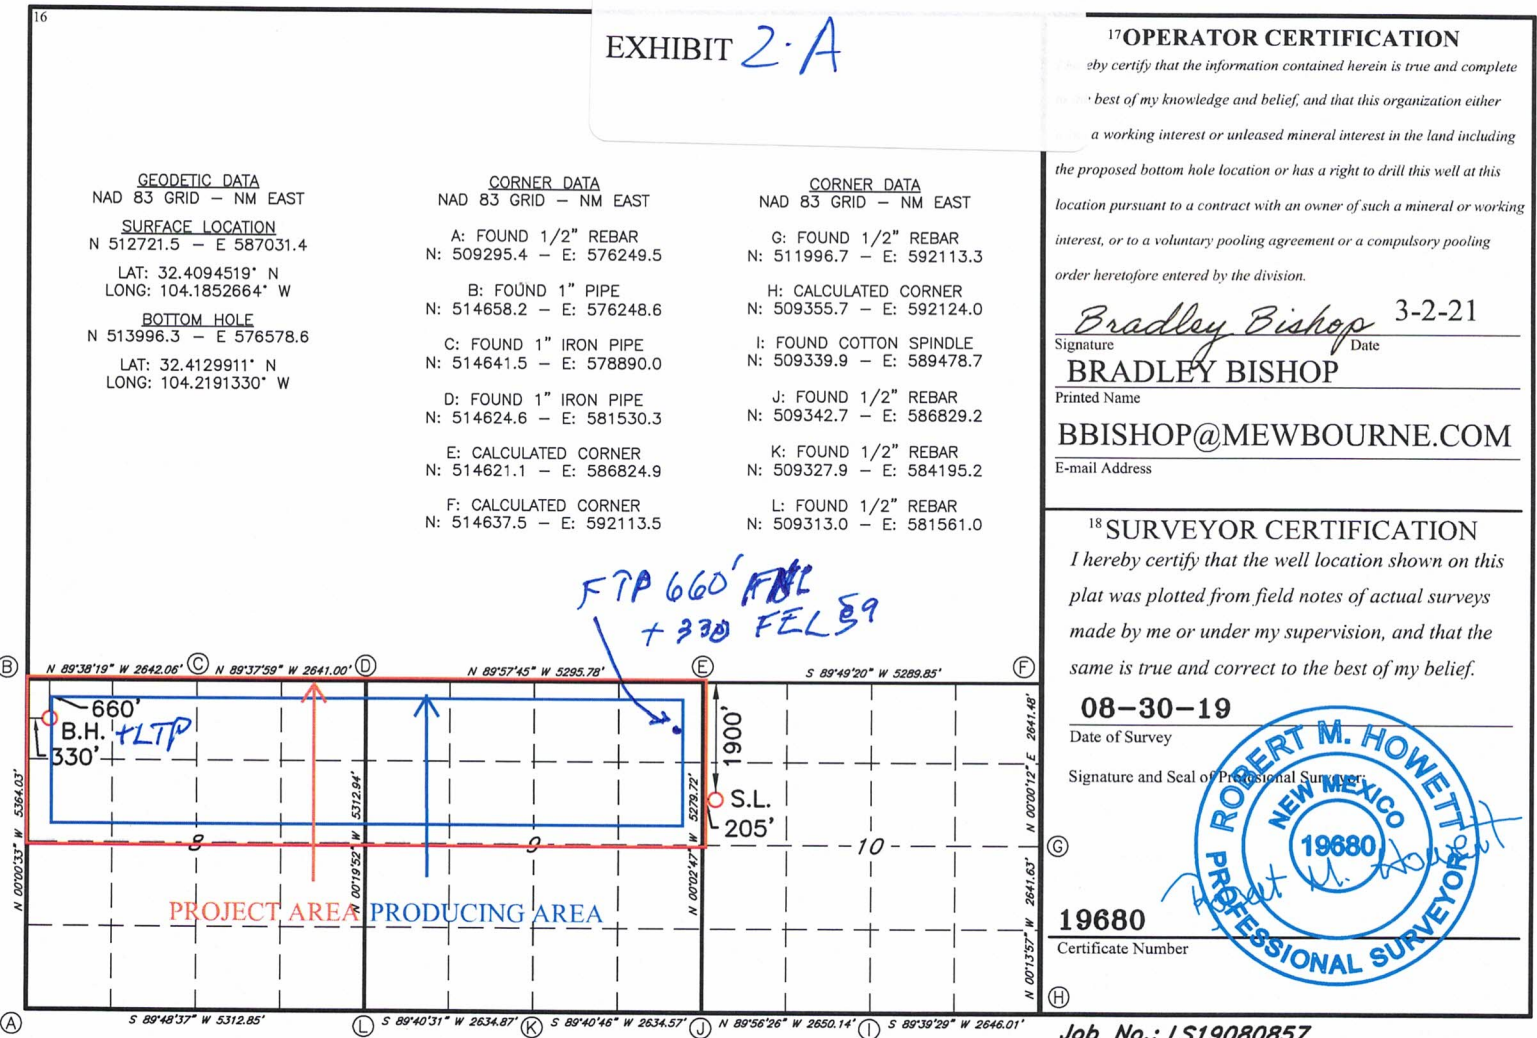 16
EXHIBIT 2·A
GEODETIC DATA
NAD 83 GRID – NM EAST
SURFACE LOCATION
N 512721.5 – E 587031.4
LAT: 32.4094519° N
LONG: 104.1852664° W
BOTTOM HOLE
N 513996.3 – E 576578.6
LAT: 32.4129911° N
LONG: 104.2191330° W
CORNER DATA
NAD 83 GRID – NM EAST
A: FOUND 1/2" REBAR
N: 509295.4 – E: 576249.5
B: FOUND 1" PIPE
N: 514658.2 – E: 576248.6
C: FOUND 1" IRON PIPE
N: 514641.5 – E: 578890.0
D: FOUND 1" IRON PIPE
N: 514624.6 – E: 581530.3
E: CALCULATED CORNER
N: 514621.1 – E: 586824.9
F: CALCULATED CORNER
N: 514637.5 – E: 592113.5
CORNER DATA
NAD 83 GRID – NM EAST
G: FOUND 1/2" REBAR
N: 511996.7 – E: 592113.3
H: CALCULATED CORNER
N: 509355.7 – E: 592124.0
I: FOUND COTTON SPINDLE
N: 509339.9 – E: 589478.7
J: FOUND 1/2" REBAR
N: 509342.7 – E: 586829.2
K: FOUND 1/2" REBAR
N: 509327.9 – E: 584195.2
L: FOUND 1/2" REBAR
N: 509313.0 – E: 581561.0
FTP 660' FNL
+ 330 FEL 59
B N 89°38'19" W 2642.06' C N 89°37'59" W 2641.00' D N 89°57'45" W 5295.78' E S 89°49'20" W 5289.85' F
660'
B.H. +LTP
330'
1900'
S.L.
205'
N 00°00'33" W 5364.03'
N 00°19'52" W 5312.94'
N 00°02'47" W 5279.72'
N 00°00'12" E 2641.48'
8 9 10 G
N 00°13'57" W 2641.63'
PROJECT AREA PRODUCING AREA
H
A S 89°48'37" W 5312.85' L S 89°40'31" W 2634.87' K S 89°40'46" W 2634.57' J N 89°56'26" W 2650.14' I S 89°39'29" W 2646.01'
17 OPERATOR CERTIFICATION
eby certify that the information contained herein is true and complete
best of my knowledge and belief, and that this organization either
a working interest or unleased mineral interest in the land including
the proposed bottom hole location or has a right to drill this well at this
location pursuant to a contract with an owner of such a mineral or working
interest, or to a voluntary pooling agreement or a compulsory pooling
order heretofore entered by the division.
Bradley Bishop 3-2-21
Signature Date
BRADLEY BISHOP
Printed Name
BBISHOP@MEWBOURNE.COM
E-mail Address
18 SURVEYOR CERTIFICATION
I hereby certify that the well location shown on this
plat was plotted from field notes of actual surveys
made by me or under my supervision, and that the
same is true and correct to the best of my belief.
08-30-19
Date of Survey
Signature and Seal of Professional Surveyor:
ROBERT M. HOWETT
NEW MEXICO
19680
PROFESSIONAL SURVEYOR
Robert M. Howett
19680
Certificate Number
Job No.: LS19080857